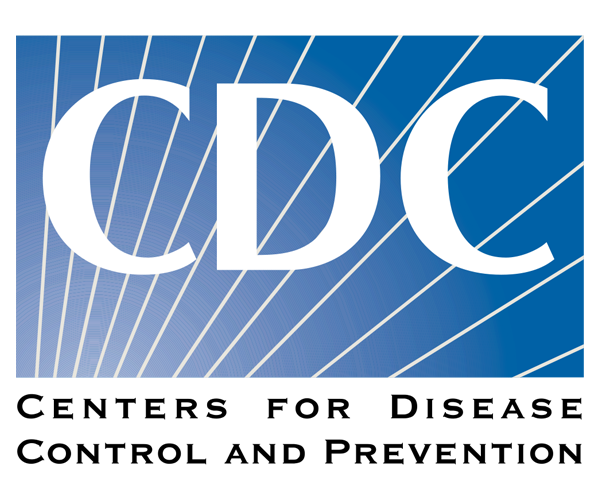 CDC
CENTERS FOR DISEASE
CONTROL AND PREVENTION